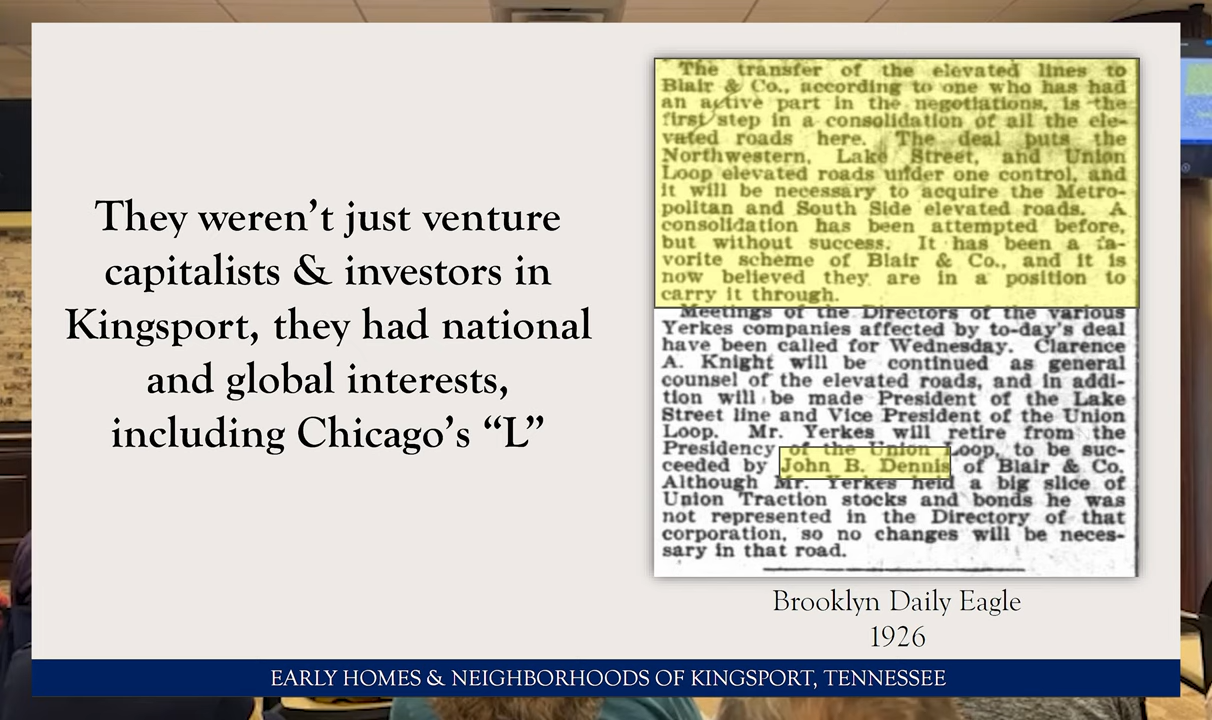 They weren't just venture
capitalists & investors in
Kingsport, they had national
and global interests,
including Chicago's “L”
The transfer of the elevated lines to
Blair & Co., according to one who has had
an active part in the negotiations, is the
first step in a consolidation of all the ele-
vated roads here. The deal puts the
Northwestern, Lake Street, and Union
Loop elevated roads under one control, and
it will be necessary to acquire the Metro-
politan and South Side elevated roads. A
consolidation has been attempted before,
but without success. It has been a fa-
vorite scheme of Blair & Co., and it is
now believed they are in a position to
carry it through.
Meetings of the Directors of the various
Yerkes companies affected by to-day's deal
have been called for Wednesday. Clarence
A. Knight will be continued as general
counsel of the elevated roads, and in addi-
tion will be made President of the Lake
Street line and Vice President of the Union
Loop. Mr. Yerkes will retire from the
Presidency of the Union Loop, to be suc-
ceeded by John B. Dennis of Blair & Co.
Although Mr. Yerkes held a big slice of
Union Traction stocks and bonds he was
not represented in the Directory of that
corporation, so no changes will be neces-
sary in that road.
Brooklyn Daily Eagle
1926
EARLY HOMES & NEIGHBORHOODS OF KINGSPORT, TENNESSEE